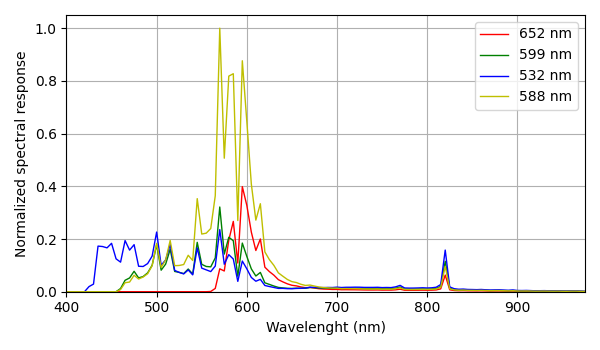 Normalized spectral response
1.0
0.8
0.6
0.4
0.2
0.0
652 nm
599 nm
532 nm
588 nm
400 500 600 700 800 900
Wavelenght (nm)